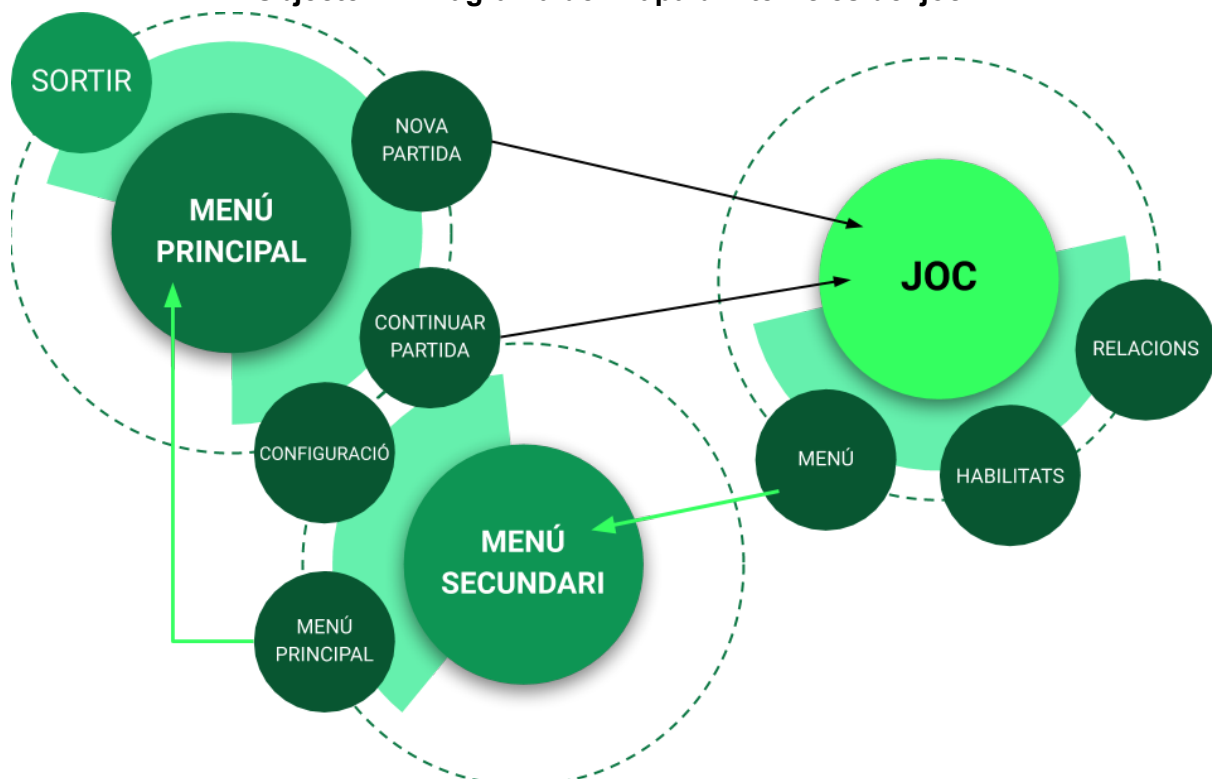 SORTIR
NOVA
PARTIDA
MENÚ
PRINCIPAL
JOC
CONTINUAR
PARTIDA
RELACIONS
CONFIGURACIÓ
MENÚ
HABILITATS
MENÚ
SECUNDARI
MENÚ
PRINCIPAL